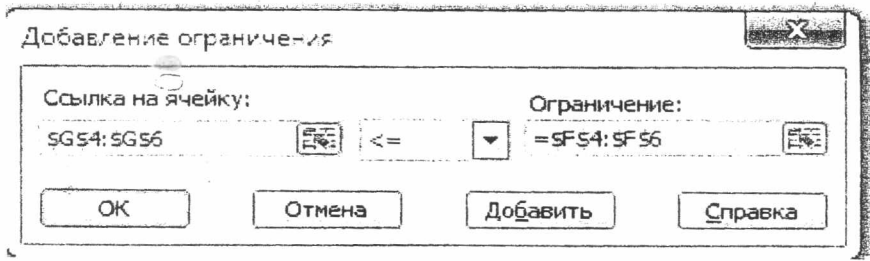 Добавление ограничения
Ссылка на ячейку:
Ограничение:
$G$4:$G$6
<=
=$F$4:$F$6
OK
Отмена
Добавить
Справка